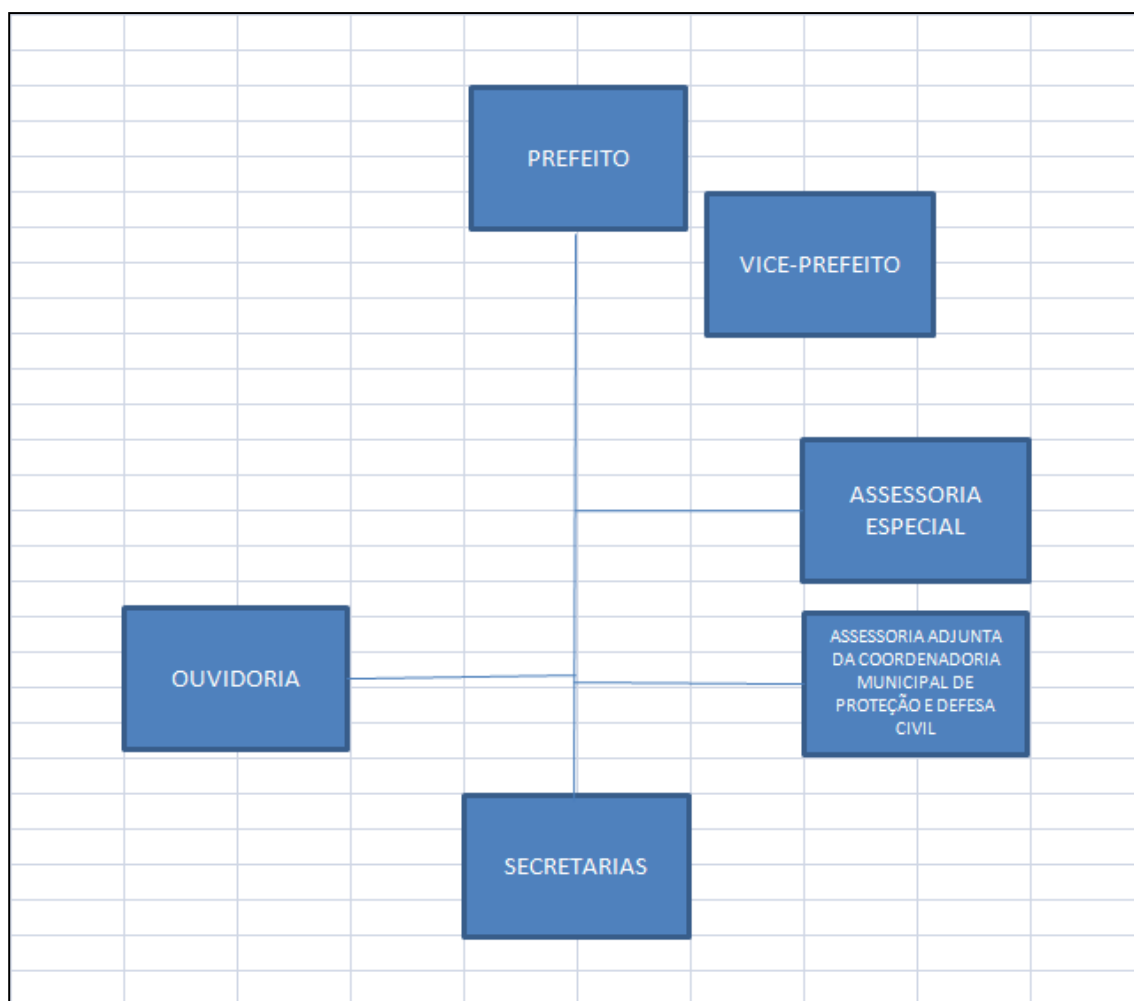 PREFEITO
VICE-PREFEITO
ASSESSORIA
ESPECIAL
OUVIDORIA
ASSESSORIA ADJUNTA
DA COORDENADORIA
MUNICIPAL DE
PROTEÇÃO E DEFESA
CIVIL
SECRETARIAS